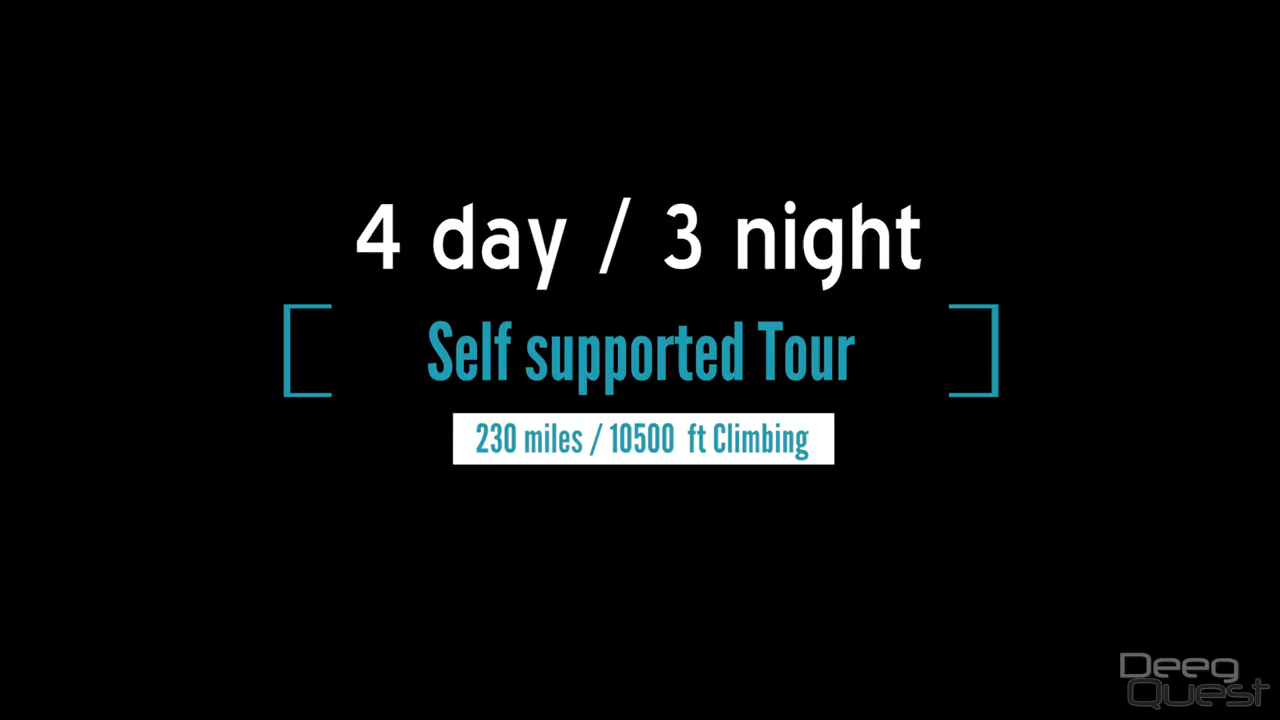 4 day / 3 night
Self supported Tour
230 miles / 10500 ft Climbing
Deeg
Quest